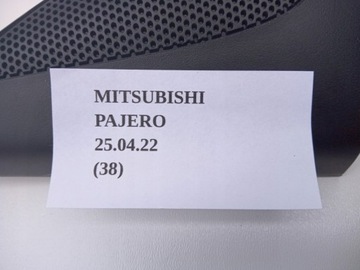 MITSUBISHI
PAJERO
25.04.22
(38)